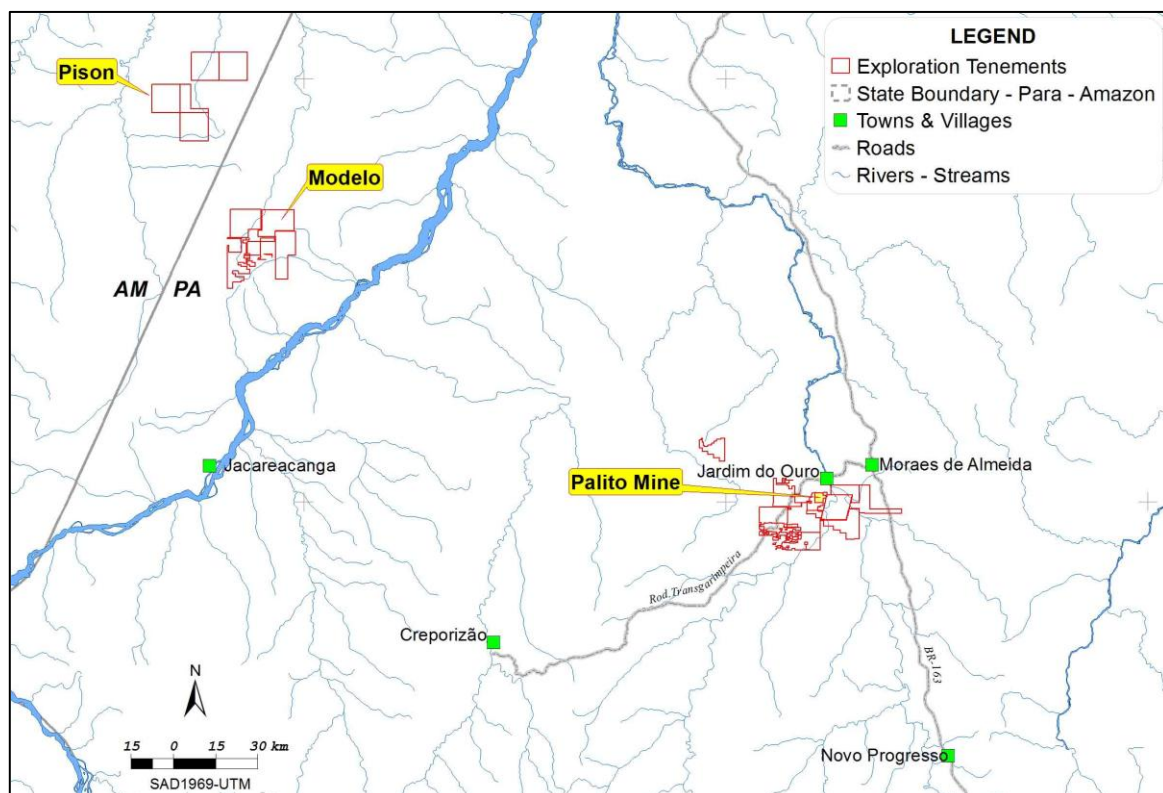 LEGEND
Exploration Tenements
State Boundary - Para - Amazon
Towns & Villages
Roads
Rivers - Streams
Pison
Modelo
AM
PA
Jacareacanga
Jardim do Ouro
Moraes de Almeida
Palito Mine
Rod.Transgarimpeira
Creporizão
BR-163
Novo Progresso
N
15 0 15 30 km
SAD1969-UTM